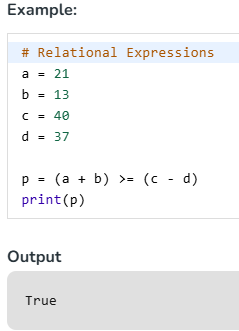 Example:
# Relational Expressions
a = 21
b = 13
c = 40
d = 37
p = (a + b) >= (c - d)
print(p)
Output
True